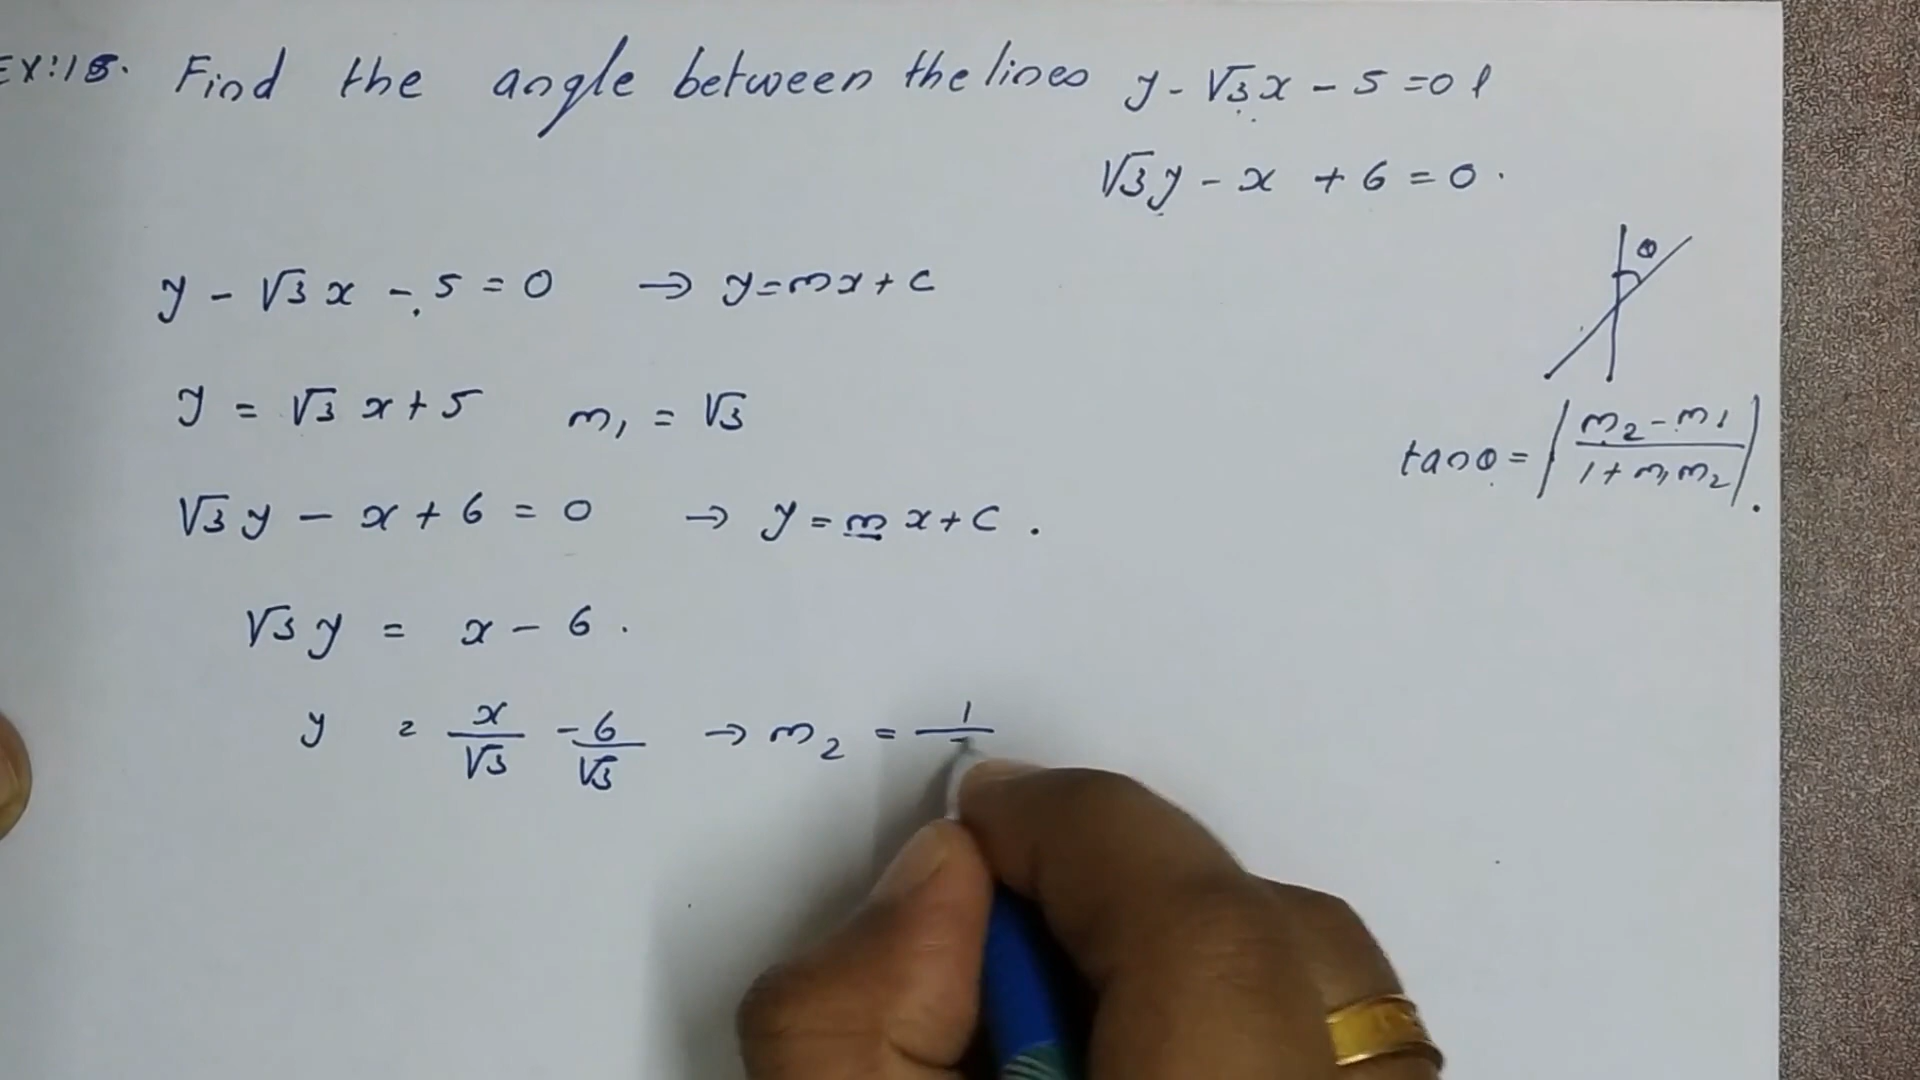 EX:18. Find the angle between the lines y - √3x - 5 = 0 &
√3y - x + 6 = 0.
y - √3x - 5 = 0 → y = mx + c
θ
y = √3 x + 5 m₁ = √3
tanθ = |m₂ - m₁ / 1 + m₁m₂|.
√3y - x + 6 = 0 → y = mx + c.
√3y = x - 6.
y = x/√3 - 6/√3 → m₂ = 1/